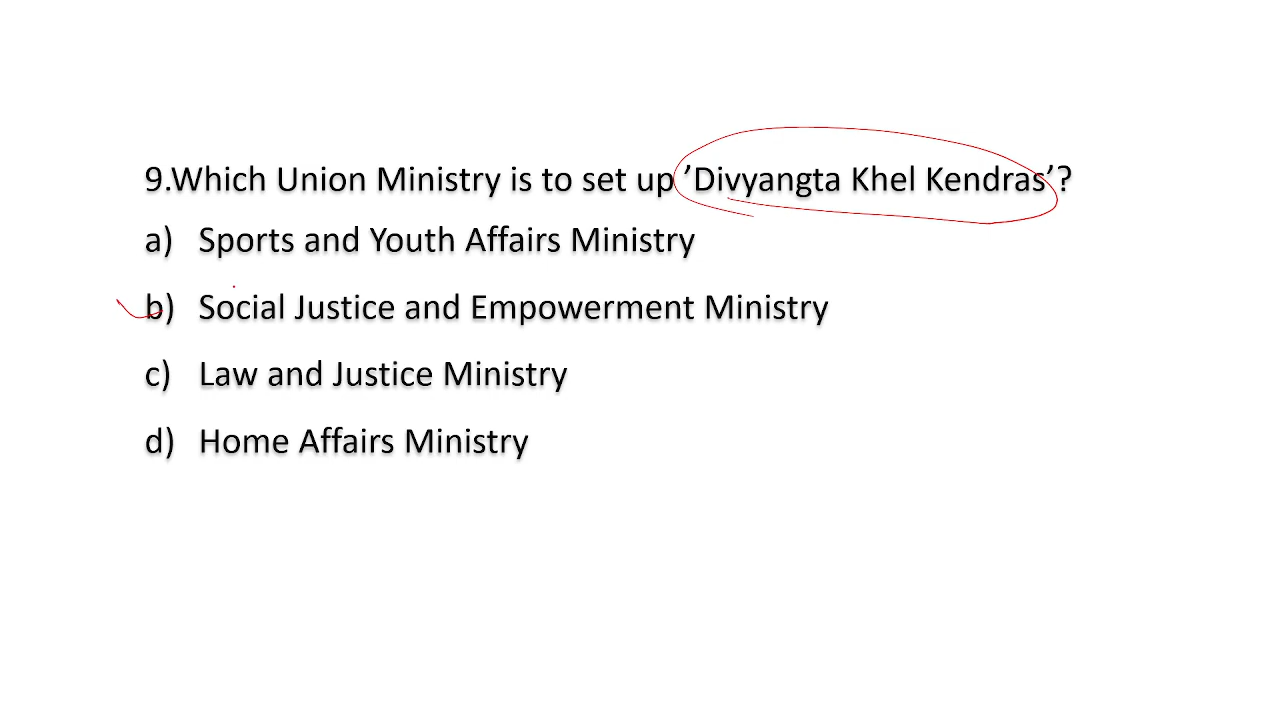 9.Which Union Ministry is to set up ’Divyangta Khel Kendras’?
a) Sports and Youth Affairs Ministry
b) Social Justice and Empowerment Ministry
c) Law and Justice Ministry
d) Home Affairs Ministry